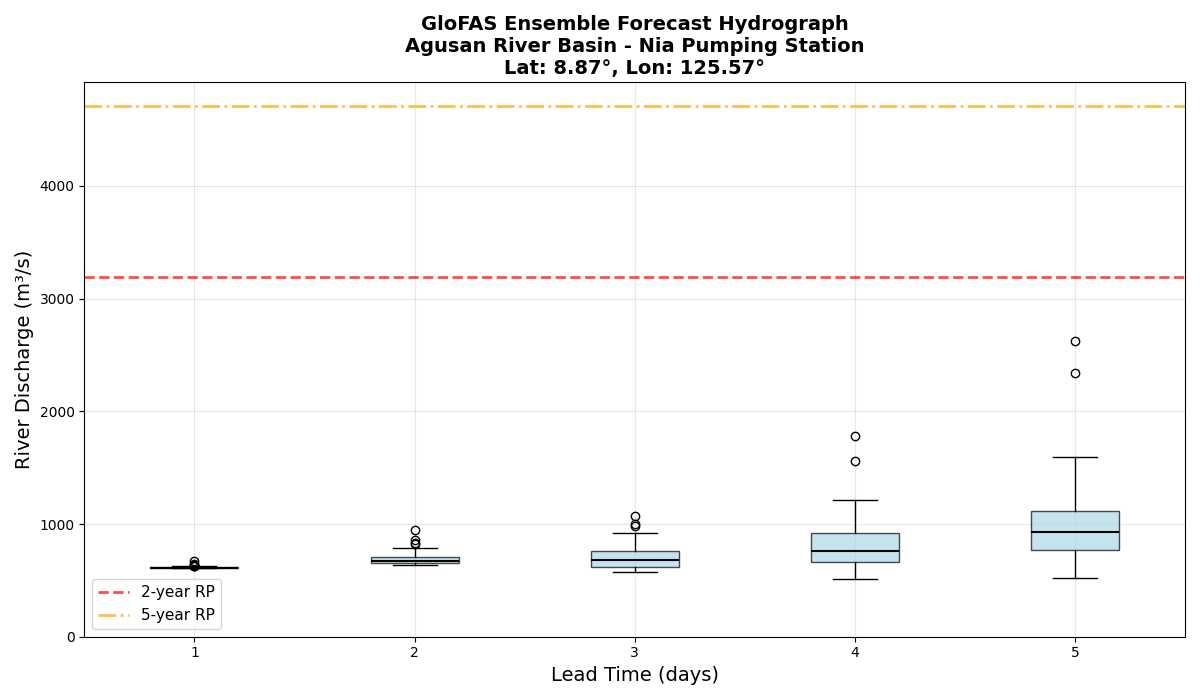 GloFAS Ensemble Forecast Hydrograph
Agusan River Basin - Nia Pumping Station
Lat: 8.87°, Lon: 125.57°
River Discharge (m³/s)
4000
3000
2000
1000
0
2-year RP
5-year RP
1 2 3 4 5
Lead Time (days)